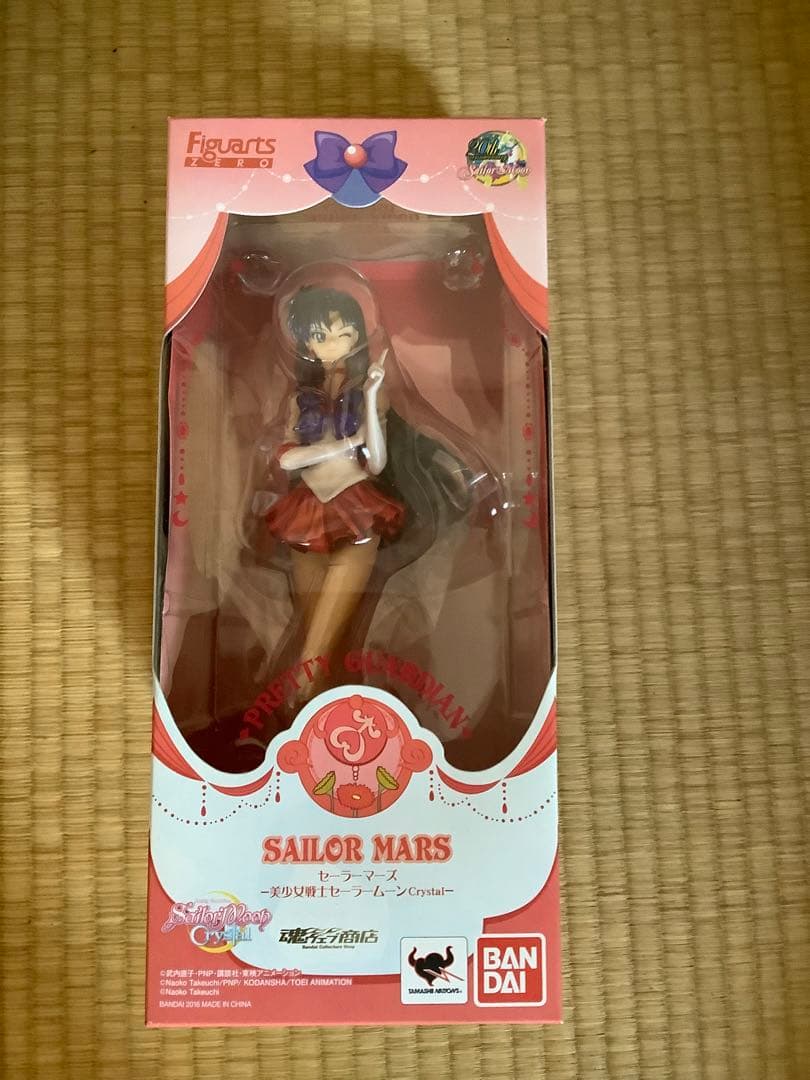 Figuarts
ZERO
20th
Sailor Moon
PRETTY GUARDIAN
SAILOR MARS
セーラーマーズ
ー美少女戦士セーラームーンCrystalー
Sailor Moon
Crystal
魂ウェブ商店
Bandai Collectors Shop
TAMASHII NATIONS
BAN
DAI
©武内直子・PNP・講談社・東映アニメーション
©Naoko Takeuchi/PNP/ KODANSHA/TOEI ANIMATION
©Naoko Takeuchi
BANDAI 2016 MADE IN CHINA